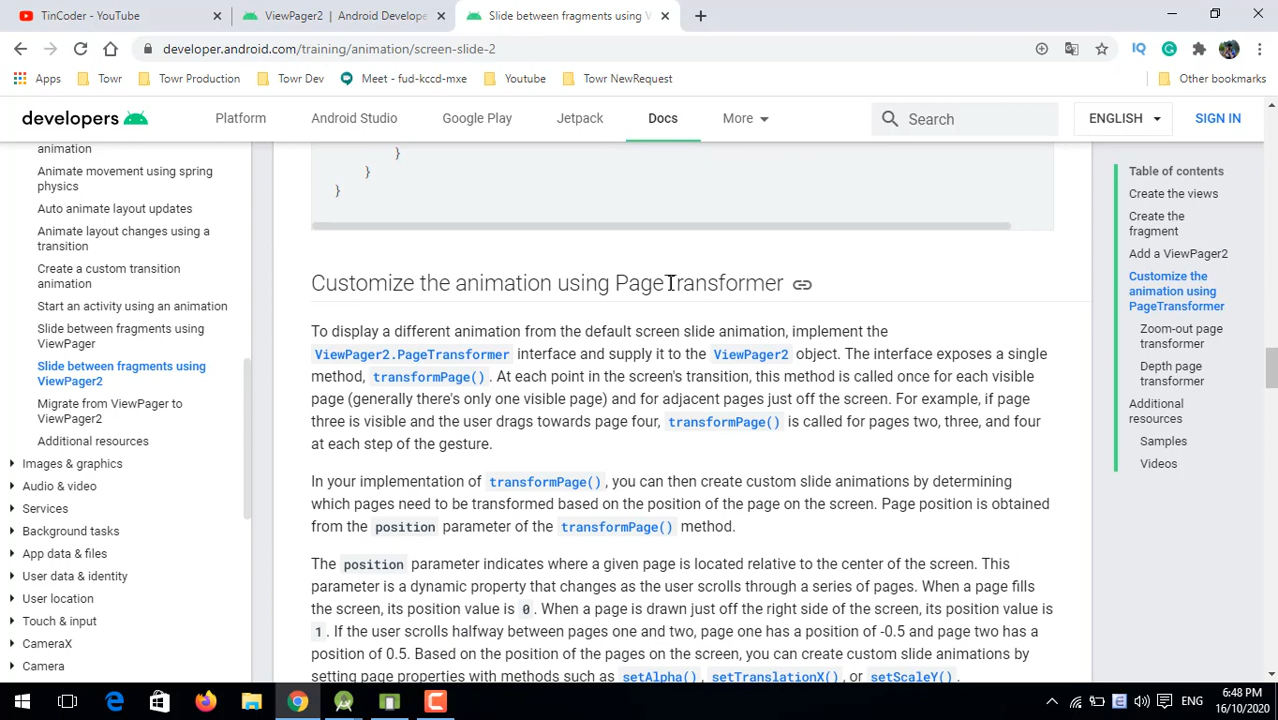 TinCoder - YouTube
ViewPager2 | Android Develope
Slide between fragments using V
developer.android.com/training/animation/screen-slide-2
Apps
Towr
Towr Production
Towr Dev
Meet - fud-kccd-mxe
Youtube
Towr NewRequest
Other bookmarks
developers
Platform
Android Studio
Google Play
Jetpack
Docs
More
Search
ENGLISH
SIGN IN
animation
Animate movement using spring
physics
Auto animate layout updates
Animate layout changes using a
transition
Create a custom transition
animation
Start an activity using an animation
Slide between fragments using
ViewPager
Slide between fragments using
ViewPager2
Migrate from ViewPager to
ViewPager2
Additional resources
Images & graphics
Audio & video
Services
Background tasks
App data & files
User data & identity
User location
Touch & input
CameraX
Camera
}
}
}
Customize the animation using PageTransformer
To display a different animation from the default screen slide animation, implement the
ViewPager2.PageTransformer interface and supply it to the ViewPager2 object. The interface exposes a single
method, transformPage() . At each point in the screen's transition, this method is called once for each visible
page (generally there's only one visible page) and for adjacent pages just off the screen. For example, if page
three is visible and the user drags towards page four, transformPage() is called for pages two, three, and four
at each step of the gesture.
In your implementation of transformPage() , you can then create custom slide animations by determining
which pages need to be transformed based on the position of the page on the screen. Page position is obtained
from the position parameter of the transformPage() method.
The position parameter indicates where a given page is located relative to the center of the screen. This
parameter is a dynamic property that changes as the user scrolls through a series of pages. When a page fills
the screen, its position value is 0 . When a page is drawn just off the right side of the screen, its position value is
1 . If the user scrolls halfway between pages one and two, page one has a position of -0.5 and page two has a
position of 0.5. Based on the position of the pages on the screen, you can create custom slide animations by
setting page properties with methods such as setAlpha() , setTranslationX() , or setScaleY() .
Table of contents
Create the views
Create the
fragment
Add a ViewPager2
Customize the
animation using
PageTransformer
Zoom-out page
transformer
Depth page
transformer
Additional
resources
Samples
Videos
ENG
6:48 PM
16/10/2020